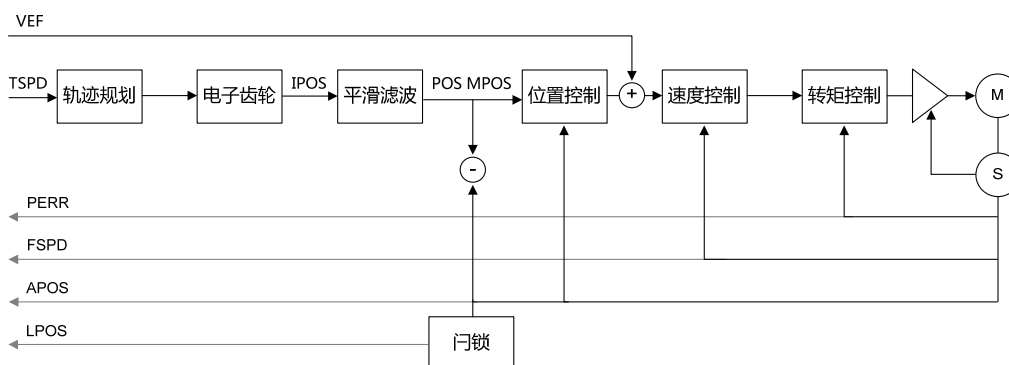 VEF
TSPD
轨迹规划
电子齿轮
IPOS
平滑滤波
POS MPOS
位置控制
+
速度控制
转矩控制
M
-
S
PERR
FSPD
APOS
LPOS
闩锁